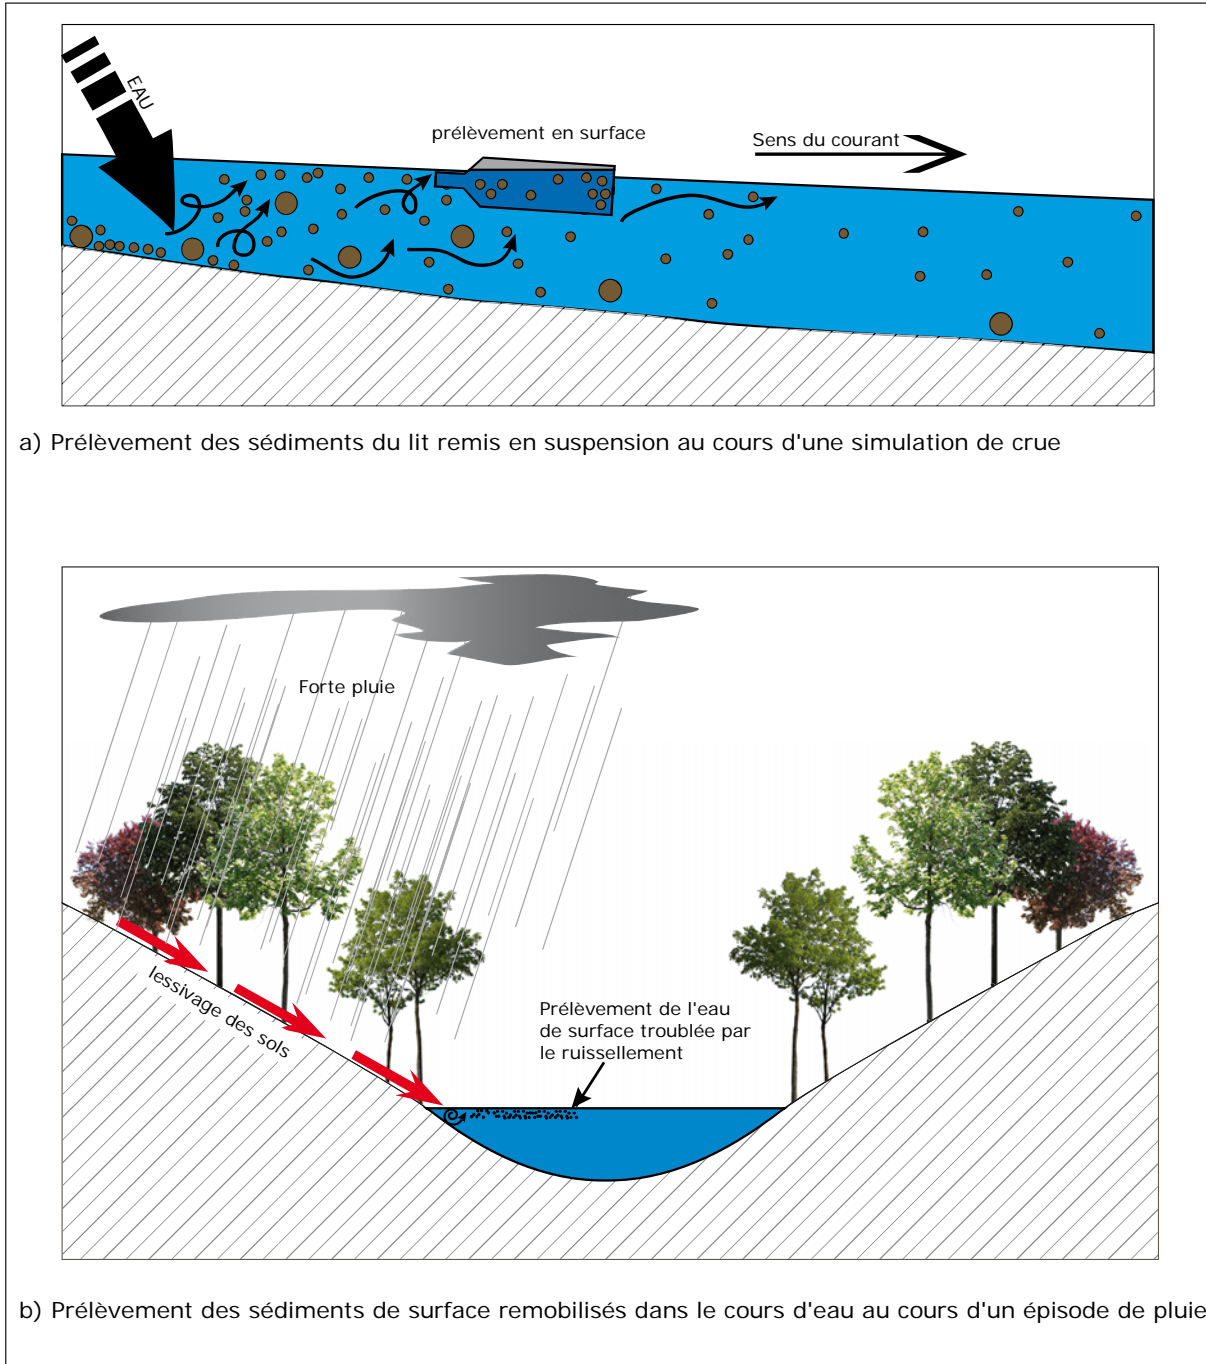 EAU
prélèvement en surface
Sens du courant
a) Prélèvement des sédiments du lit remis en suspension au cours d'une simulation de crue
Forte pluie
lessivage des sols
Prélèvement de l'eau
de surface troublée par
le ruissellement
b) Prélèvement des sédiments de surface remobilisés dans le cours d'eau au cours d'un épisode de pluie